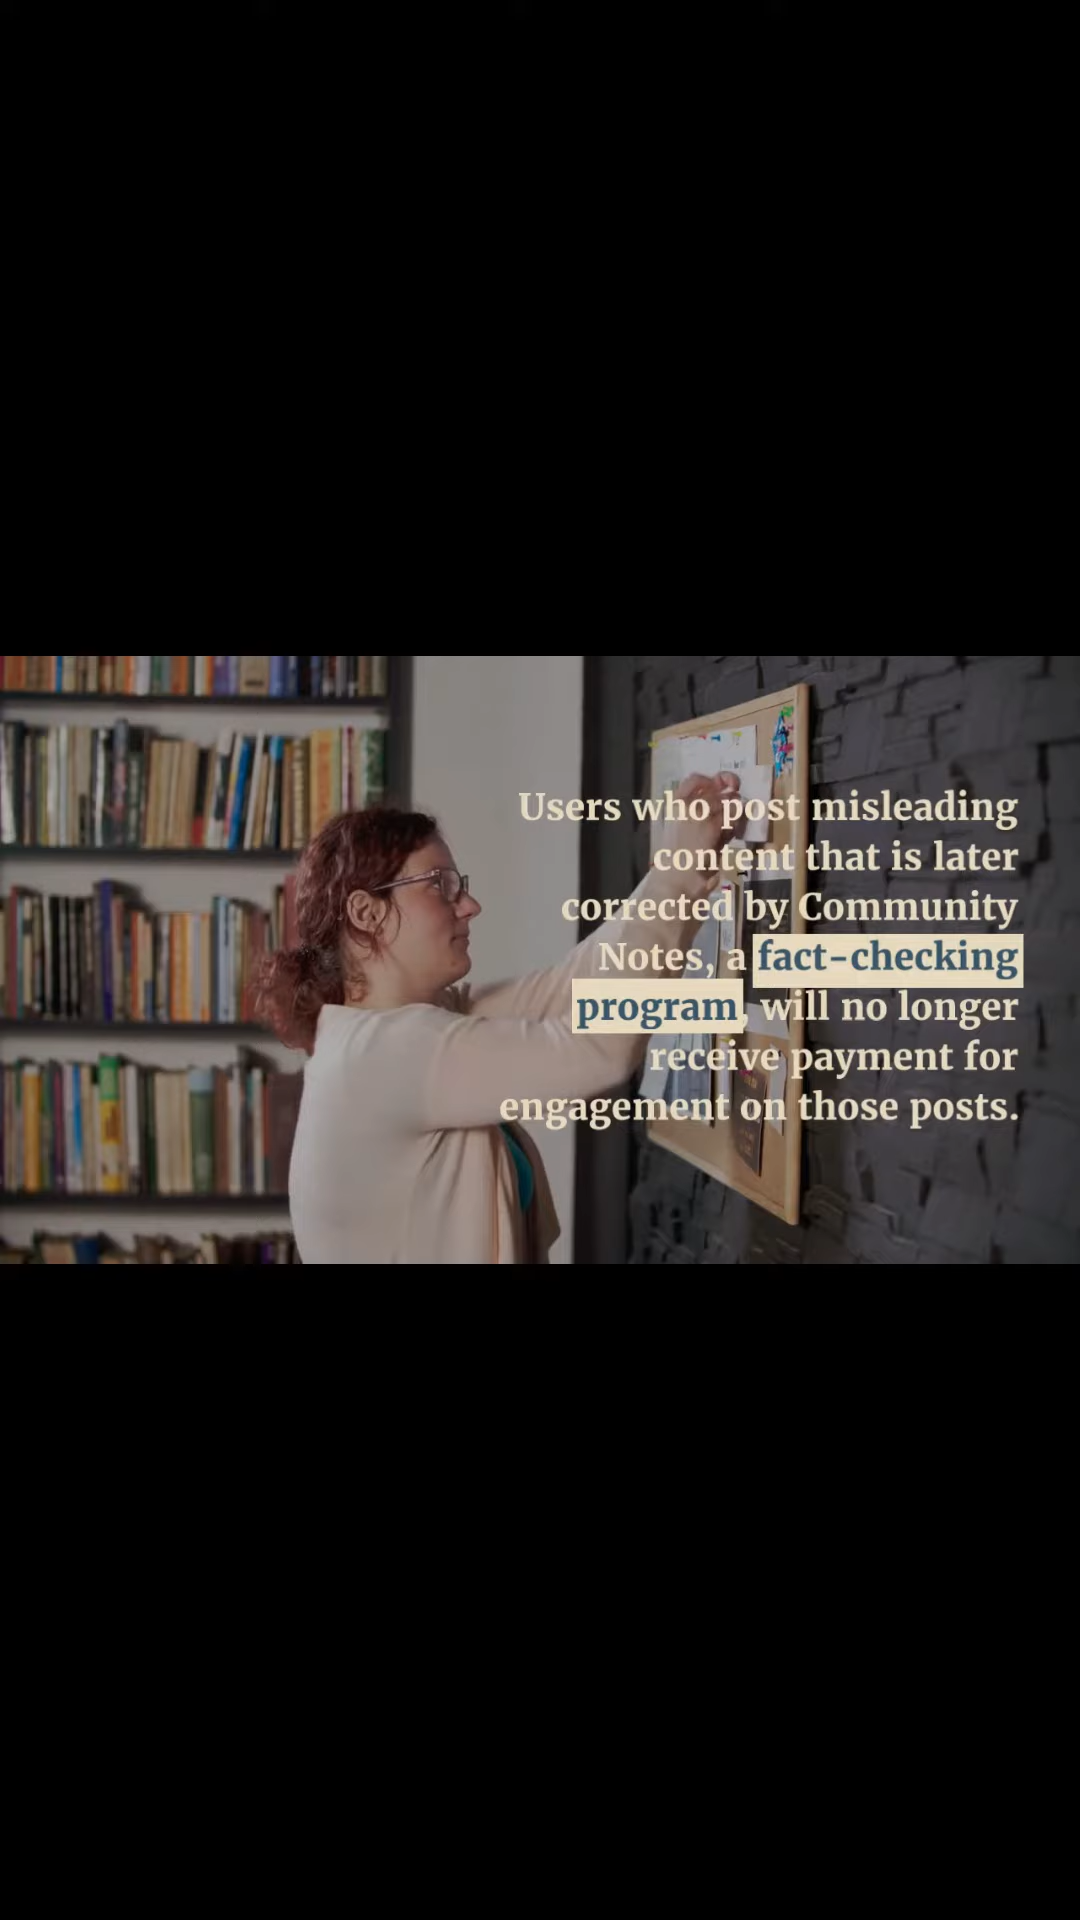 Users who post misleading
content that is later
corrected by Community
Notes, a fact-checking
program, will no longer
receive payment for
engagement on those posts.